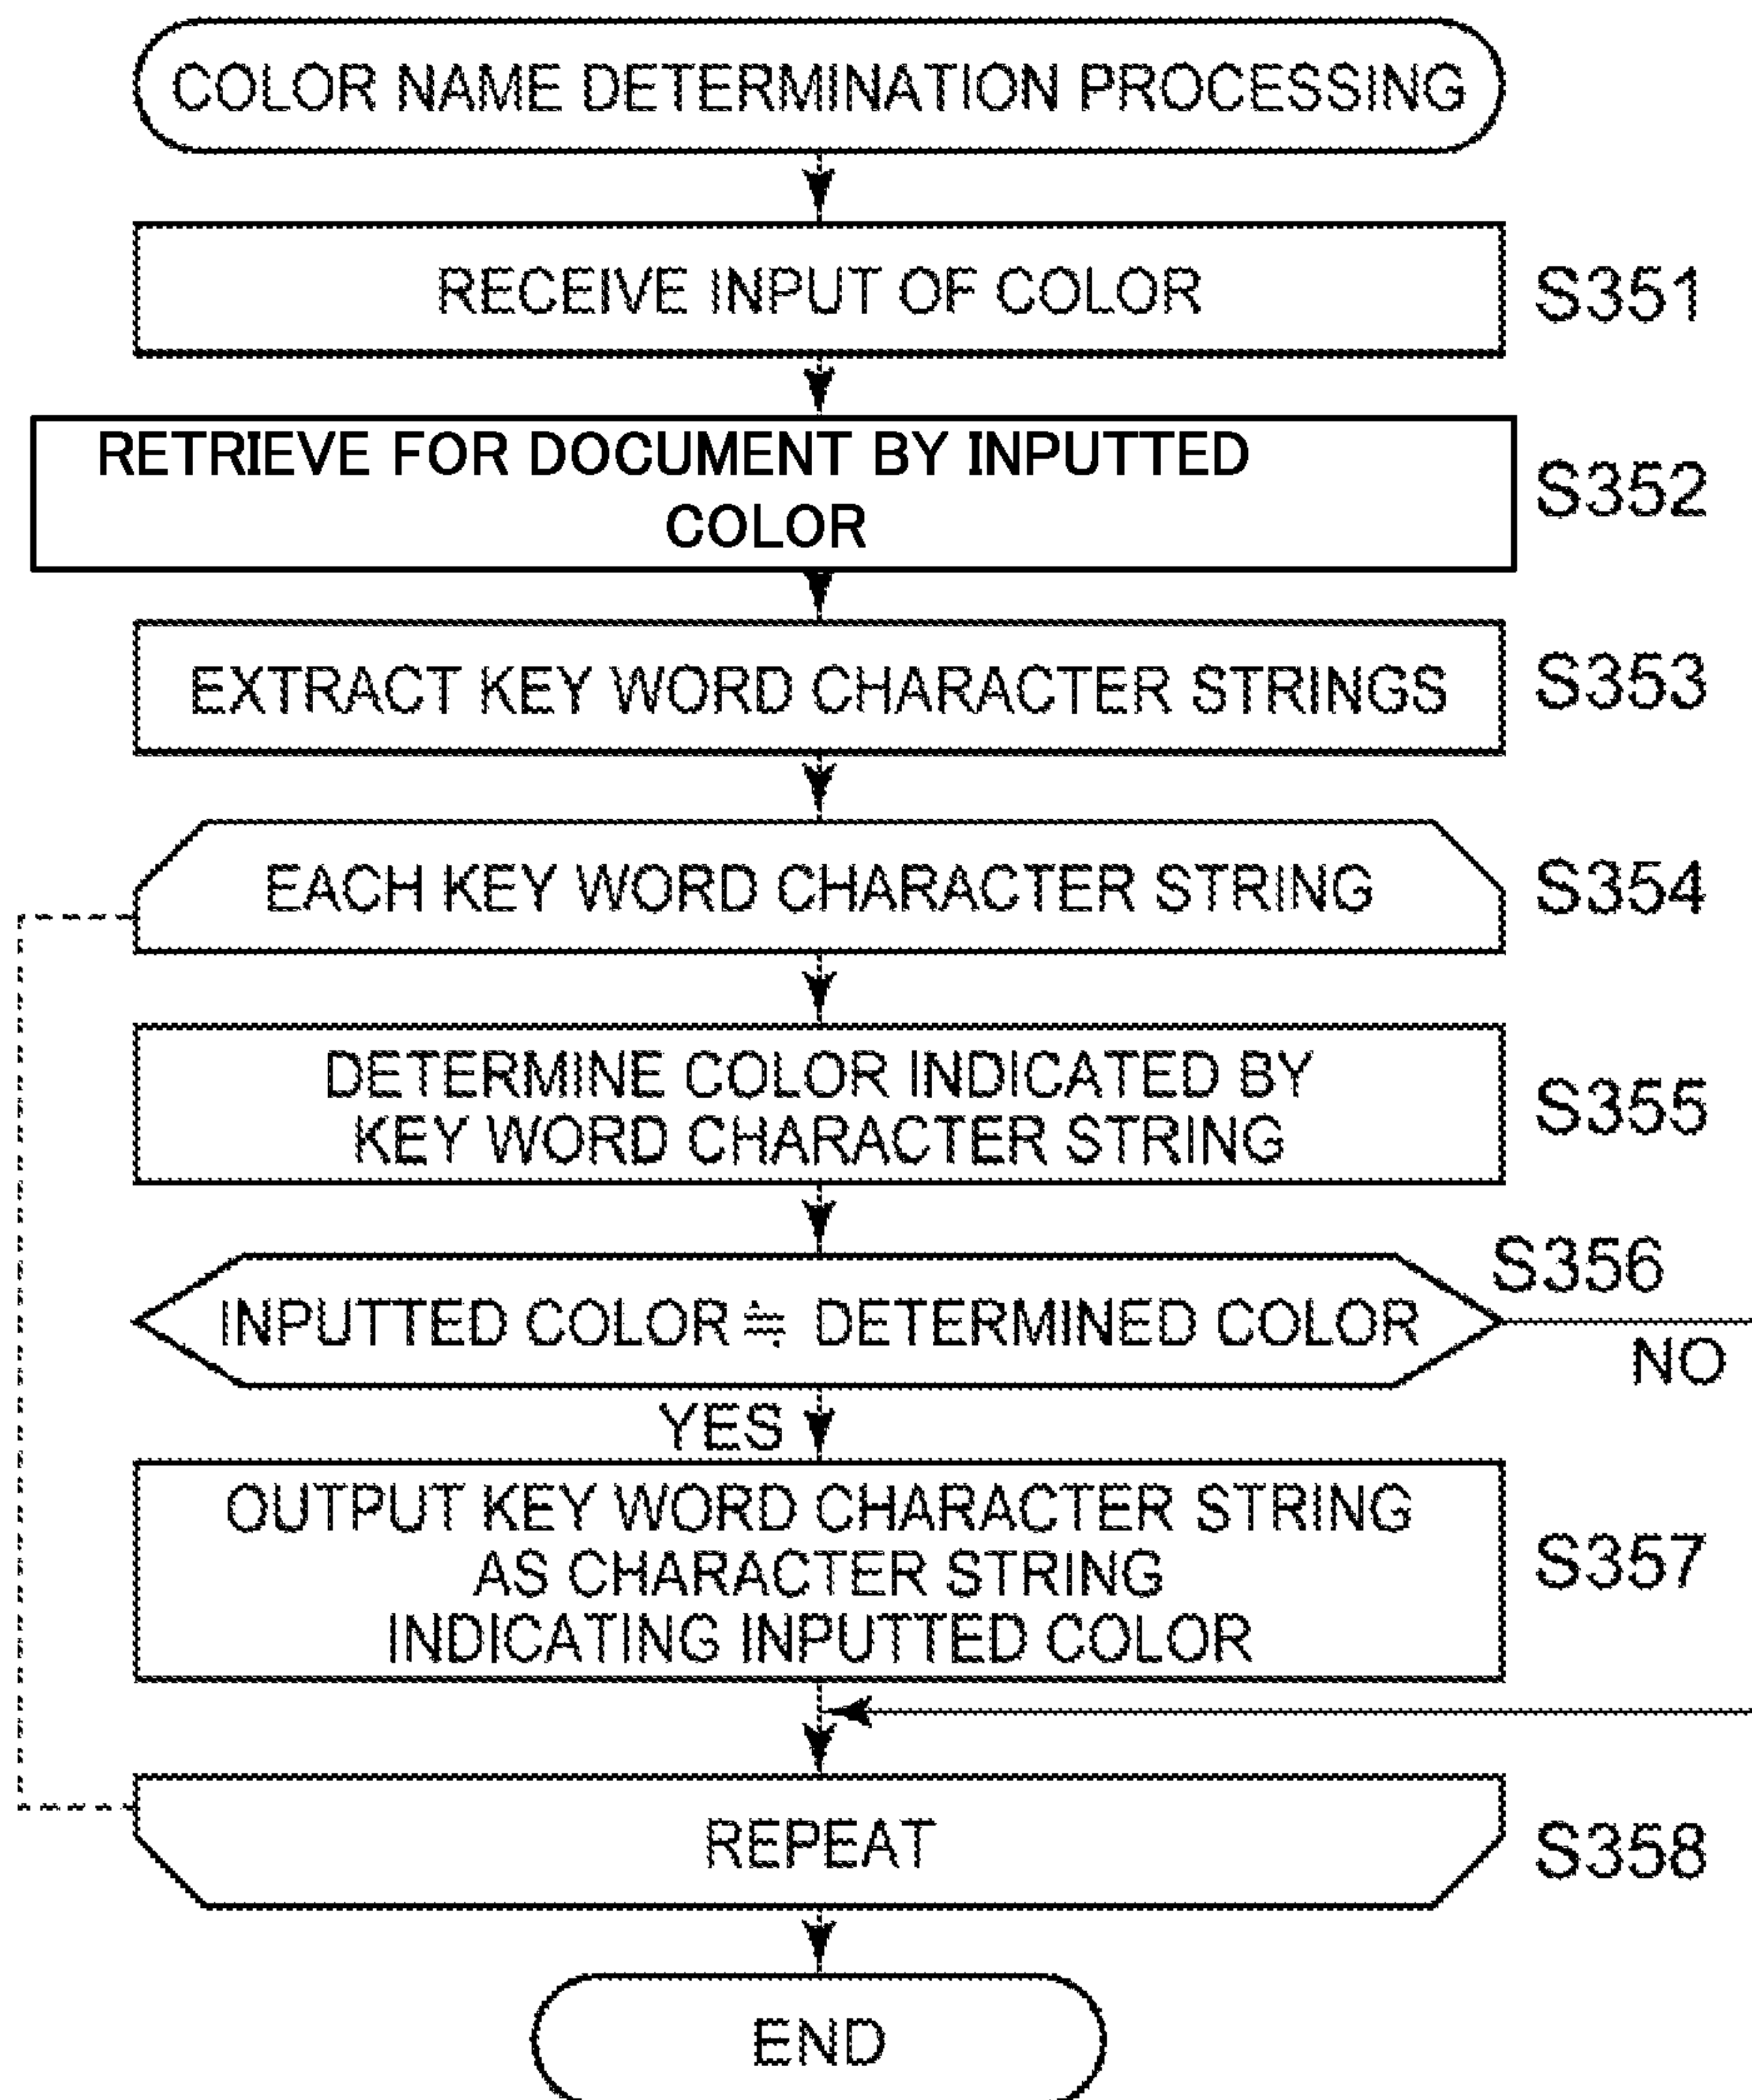 COLOR NAME DETERMINATION PROCESSING
RECEIVE INPUT OF COLOR
S351
RETRIEVE FOR DOCUMENT BY INPUTTED
COLOR
S352
EXTRACT KEY WORD CHARACTER STRINGS
S353
EACH KEY WORD CHARACTER STRING
S354
DETERMINE COLOR INDICATED BY
KEY WORD CHARACTER STRING
S355
S356
INPUTTED COLOR ≒ DETERMINED COLOR
NO
YES
OUTPUT KEY WORD CHARACTER STRING
AS CHARACTER STRING
INDICATING INPUTTED COLOR
S357
REPEAT
S358
END